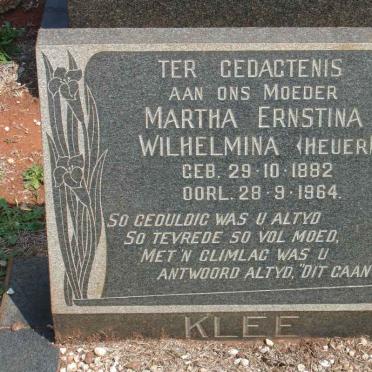 TER GEDAGTENIS
AAN ONS MOEDER
MARTHA ERNSTINA
WILHELMINA (HEUER)
GEB. 29·10·1882
OORL. 28·9·1964.
SO GEDULDIG WAS U ALTYD
SO TEVREDE SO VOL MOED,
MET 'N GLIMLAG WAS U
ANTWOORD ALTYD, "DIT GAAN
KLEE